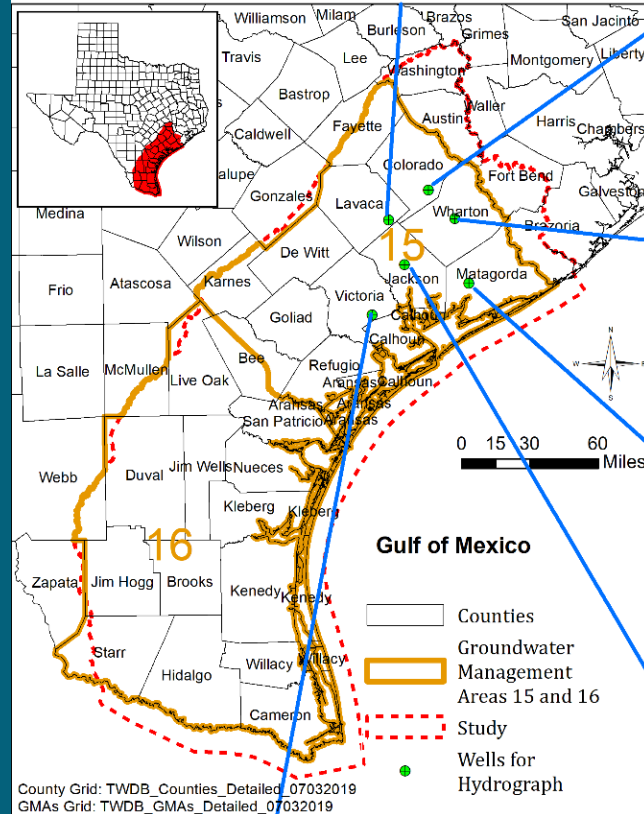 Williamson
Milam
Burleson
Brazos
Grimes
San Jacinto
Travis
Lee
Washington
Montgomery
Liberty
Bastrop
Waller
Fayette
Austin
Harris
Chambers
Caldwell
Colorado
Fort Bend
Galveston
alupe
Gonzales
Lavaca
Wharton
Brazoria
Medina
Wilson
De Witt
15
Jackson
Matagorda
Frio
Atascosa
Karnes
Victoria
Calhoun
Goliad
Calhoun
La Salle
McMullen
Bee
Live Oak
Refugio
Aransas
Calhoun
Aransas
Aransas
San Patricio
Aransas
N
W
E
S
0 15 30 60
Miles
Webb
Duval
Jim Wells
Nueces
Kleberg
Kleberg
16
Gulf of Mexico
Zapata
Jim Hogg
Brooks
Kenedy
Kenedy
Starr
Hidalgo
Willacy
Willacy
Cameron
Counties
Groundwater
Management
Areas 15 and 16
Study
Wells for
Hydrograph
County Grid: TWDB_Counties_Detailed_07032019
GMAs Grid: TWDB_GMAs_Detailed_07032019